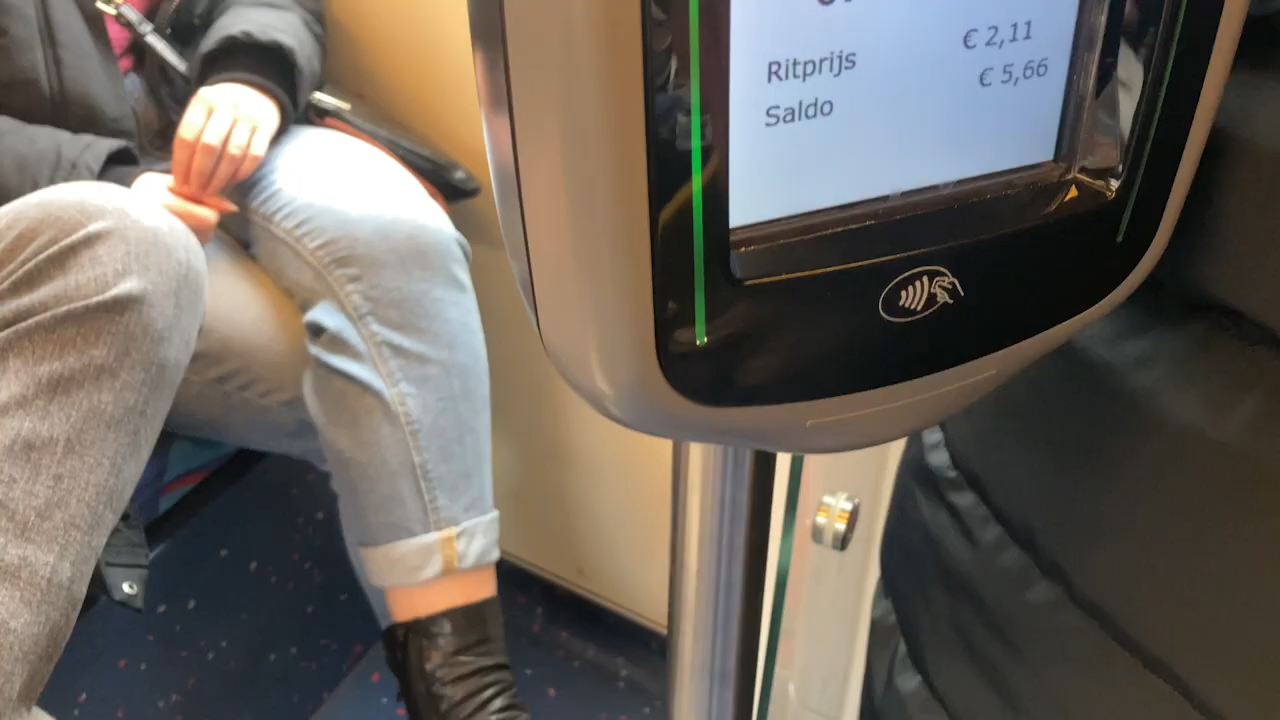 Ritprijs € 2,11
Saldo € 5,66